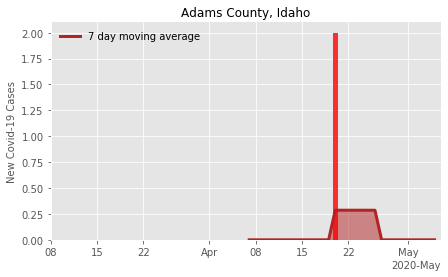 Adams County, Idaho
7 day moving average
New Covid-19 Cases
2.00
1.75
1.50
1.25
1.00
0.75
0.50
0.25
0.00
08 15 22 Apr 08 15 22 May
2020-May